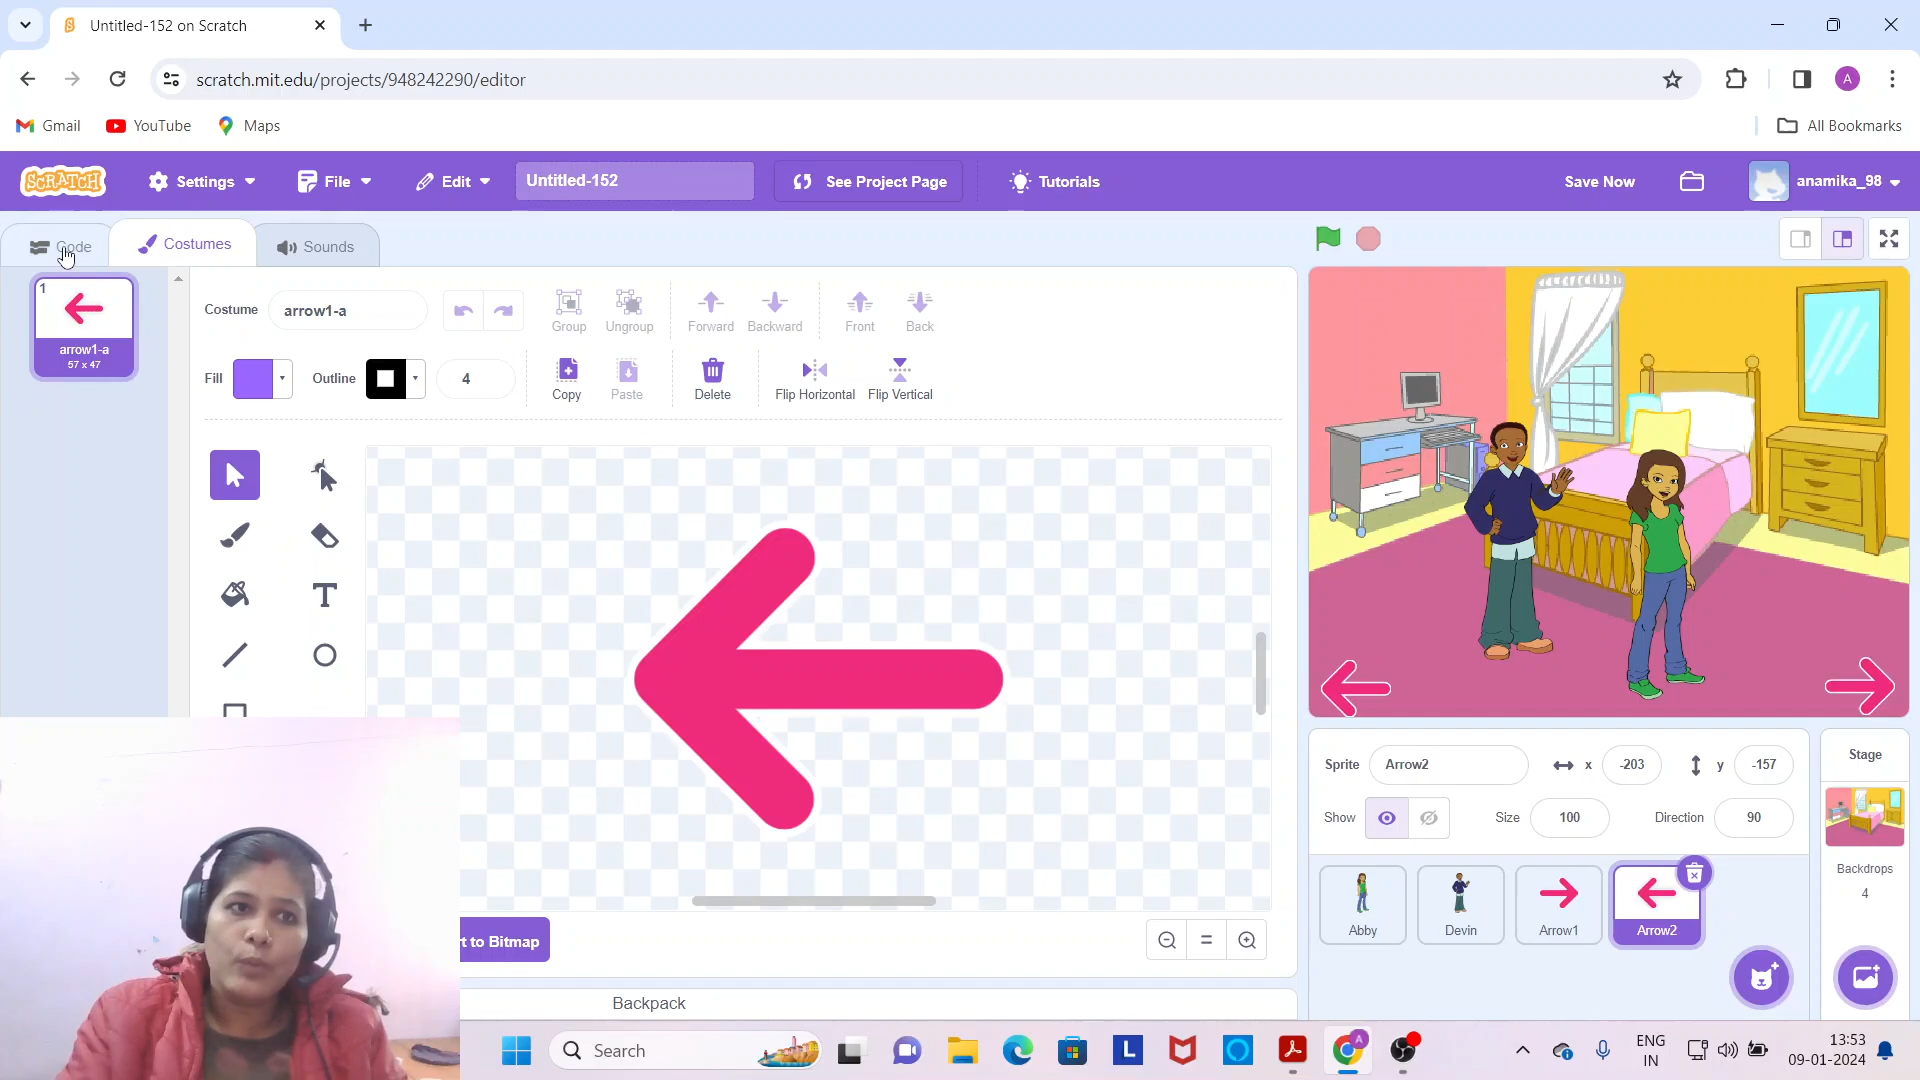 Untitled-152 on Scratch
scratch.mit.edu/projects/948242290/editor
A
Gmail
YouTube
Maps
All Bookmarks
SCRATCH
Settings
File
Edit
Untitled-152
See Project Page
Tutorials
Save Now
anamika_98
Code
Costumes
Sounds
1
arrow1-a
57 x 47
Costume
arrow1-a
Group
Ungroup
Forward
Backward
Front
Back
Fill
Outline
4
Copy
Paste
Delete
Flip Horizontal
Flip Vertical
T
t to Bitmap
Backpack
Sprite
Arrow2
x
-203
y
-157
Show
Size
100
Direction
90
Abby
Devin
Arrow1
Arrow2
Stage
Backdrops
4
Search
L
A
ENG
IN
13:53
09-01-2024